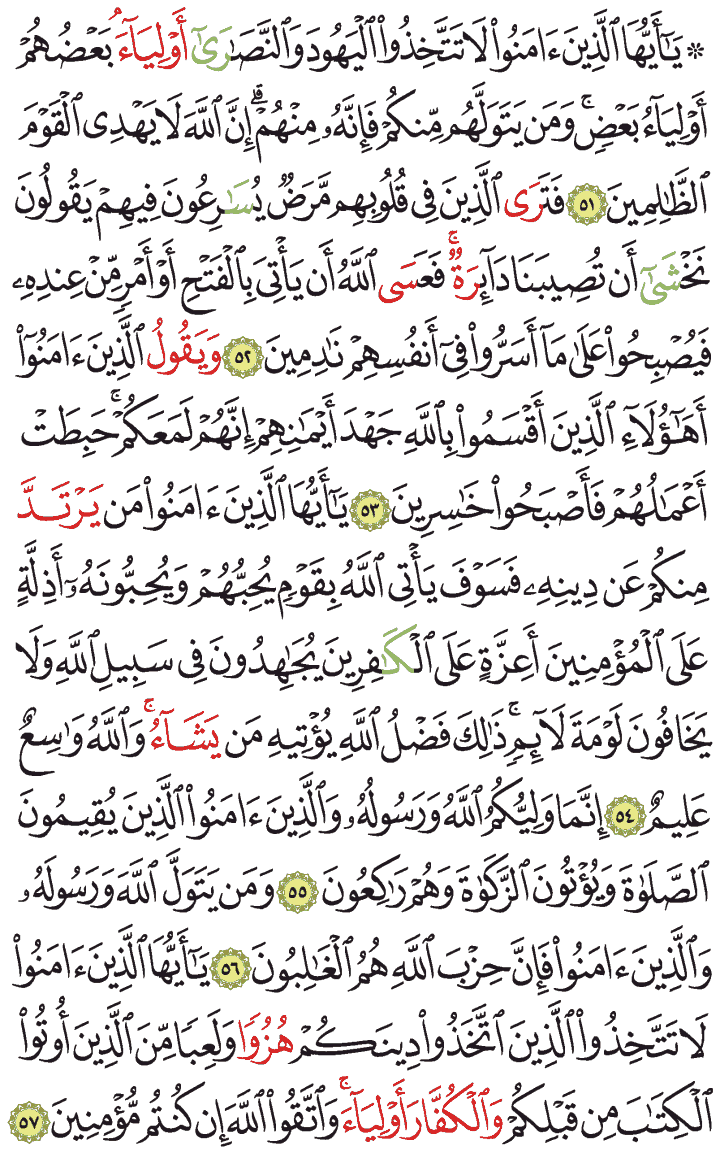 ۞ يَٰٓأَيُّهَا ٱلَّذِينَ ءَامَنُوا۟ لَا تَتَّخِذُوا۟ ٱلْيَهُودَ وَٱلنَّصَٰرَىٰٓ أَوْلِيَآءَ بَعْضُهُمْ
أَوْلِيَآءُ بَعْضٍ ۚ وَمَن يَتَوَلَّهُم مِّنكُمْ فَإِنَّهُۥ مِنْهُمْ ۗ إِنَّ ٱللَّهَ لَا يَهْدِى ٱلْقَوْمَ
ٱلظَّٰلِمِينَ ٥١ فَتَرَى ٱلَّذِينَ فِى قُلُوبِهِم مَّرَضٌ يُسَٰرِعُونَ فِيهِمْ يَقُولُونَ
نَخْشَىٰٓ أَن تُصِيبَنَا دَآئِرَةٌ ۚ فَعَسَى ٱللَّهُ أَن يَأْتِىَ بِٱلْفَتْحِ أَوْ أَمْرٍ مِّنْ عِندِهِۦ
فَيُصْبِحُوا۟ عَلَىٰ مَآ أَسَرُّوا۟ فِىٓ أَنفُسِهِمْ نَٰدِمِينَ ٥٢ وَيَقُولُ ٱلَّذِينَ ءَامَنُوٓا۟
أَهَٰٓؤُلَآءِ ٱلَّذِينَ أَقْسَمُوا۟ بِٱللَّهِ جَهْدَ أَيْمَٰنِهِمْ إِنَّهُمْ لَمَعَكُمْ ۚ حَبِطَتْ
أَعْمَٰلُهُمْ فَأَصْبَحُوا۟ خَٰسِرِينَ ٥٣ يَٰٓأَيُّهَا ٱلَّذِينَ ءَامَنُوا۟ مَن يَرْتَدَّ
مِنكُمْ عَن دِينِهِۦ فَسَوْفَ يَأْتِى ٱللَّهُ بِقَوْمٍ يُحِبُّهُمْ وَيُحِبُّونَهُۥٓ أَذِلَّةٍ
عَلَى ٱلْمُؤْمِنِينَ أَعِزَّةٍ عَلَى ٱلْكَٰفِرِينَ يُجَٰهِدُونَ فِى سَبِيلِ ٱللَّهِ وَلَا
يَخَافُونَ لَوْمَةَ لَآئِمٍ ۚ ذَٰلِكَ فَضْلُ ٱللَّهِ يُؤْتِيهِ مَن يَشَآءُ ۚ وَٱللَّهُ وَٰسِعٌ
عَلِيمٌ ٥٤ إِنَّمَا وَلِيُّكُمُ ٱللَّهُ وَرَسُولُهُۥ وَٱلَّذِينَ ءَامَنُوا۟ ٱلَّذِينَ يُقِيمُونَ
ٱلصَّلَوٰةَ وَيُؤْتُونَ ٱلزَّكَوٰةَ وَهُمْ رَٰكِعُونَ ٥٥ وَمَن يَتَوَلَّ ٱللَّهَ وَرَسُولَهُۥ
وَٱلَّذِينَ ءَامَنُوا۟ فَإِنَّ حِزْبَ ٱللَّهِ هُمُ ٱلْغَٰلِبُونَ ٥٦ يَٰٓأَيُّهَا ٱلَّذِينَ ءَامَنُوا۟
لَا تَتَّخِذُوا۟ ٱلَّذِينَ ٱتَّخَذُوا۟ دِينَكُمْ هُزُوًا وَلَعِبًا مِّنَ ٱلَّذِينَ أُوتُوا۟
ٱلْكِتَٰبَ مِن قَبْلِكُمْ وَٱلْكُفَّارَ أَوْلِيَآءَ ۚ وَٱتَّقُوا۟ ٱللَّهَ إِن كُنتُم مُّؤْمِنِينَ ٥٧